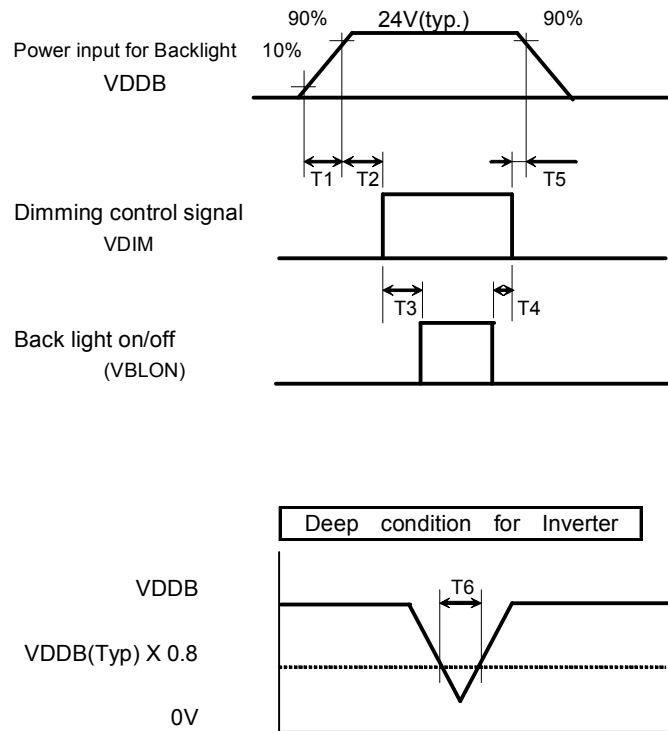 90%
24V(typ.)
90%
Power input for Backlight
10%
VDDB
T1
T2
T5
Dimming control signal
VDIM
T3
T4
Back light on/off
(VBLON)
Deep condition for Inverter
VDDB
T6
VDDB(Typ) X 0.8
0V